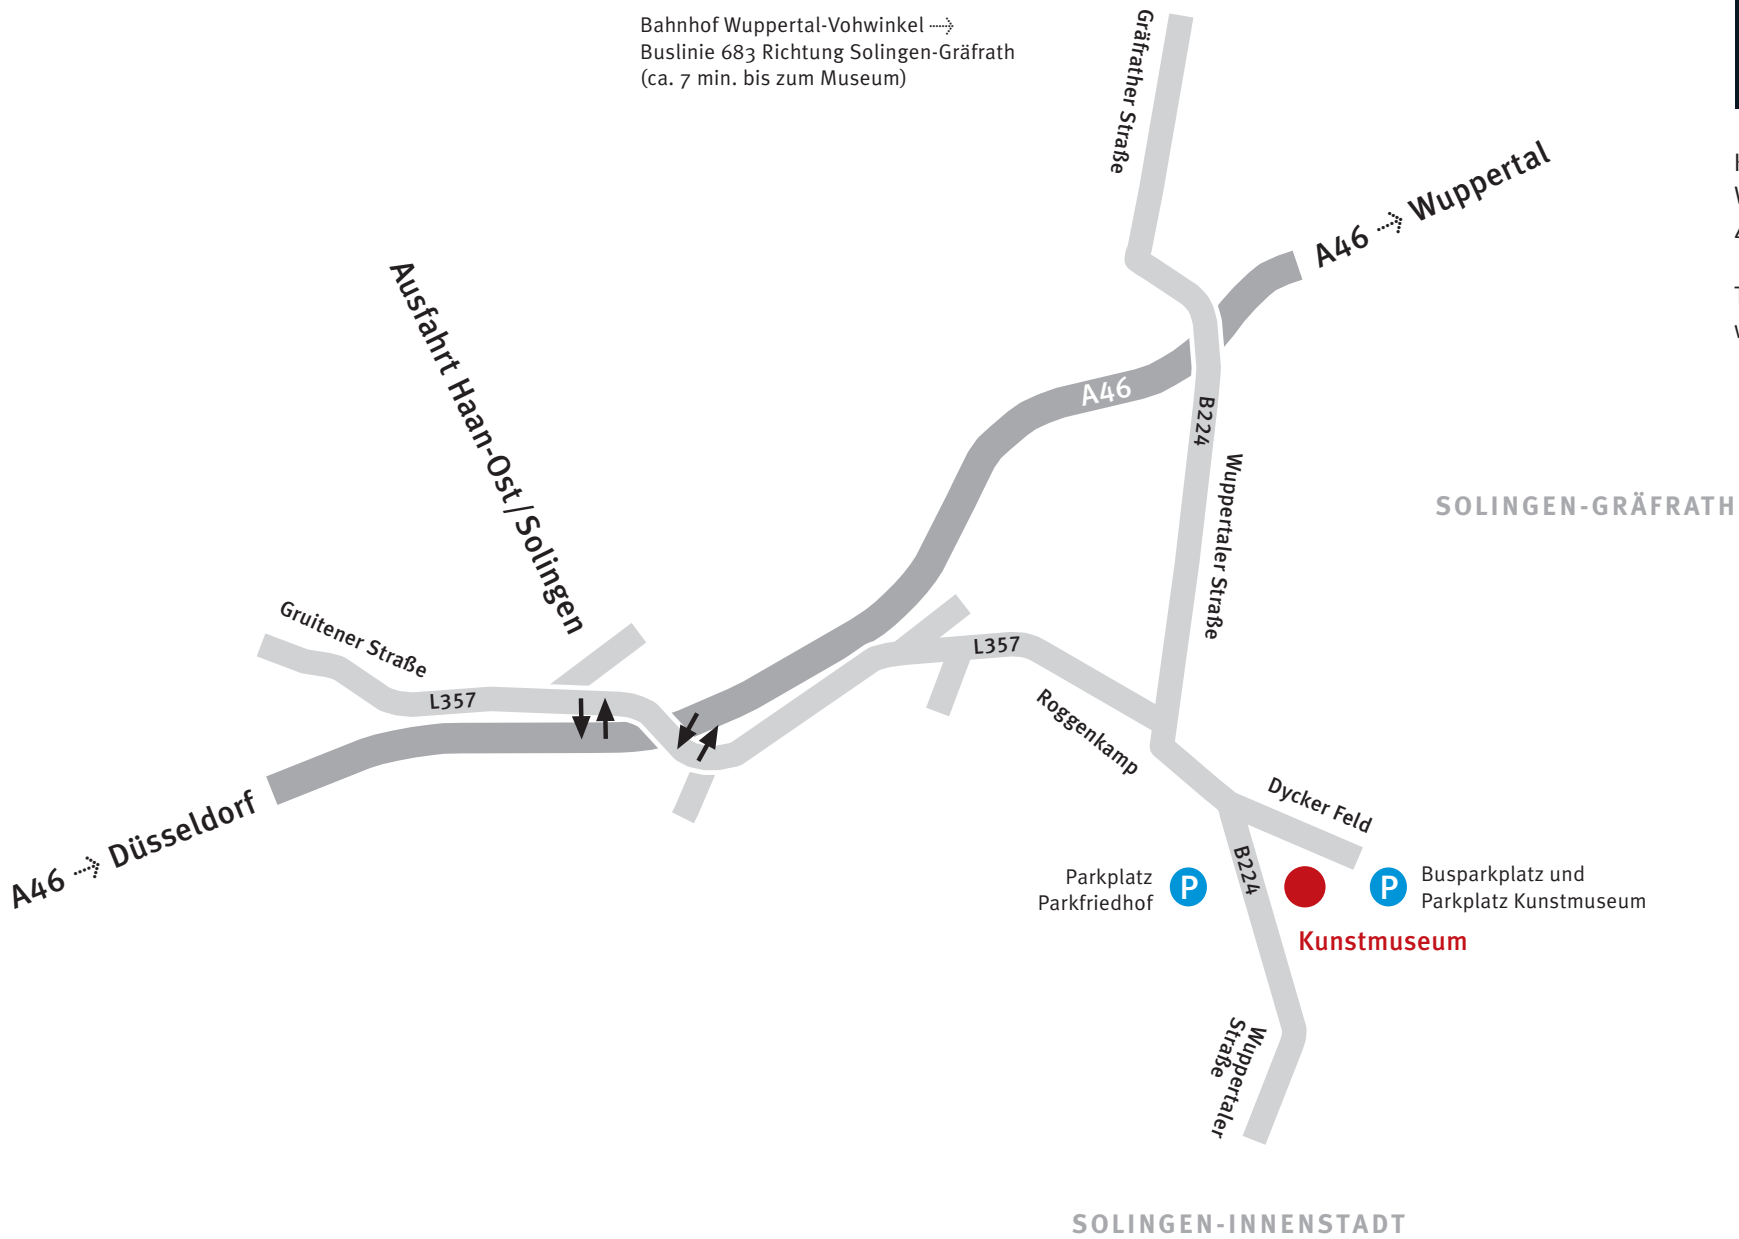 Bahnhof Wuppertal-Vohwinkel
Buslinie 683 Richtung Solingen-Gräfrath
(ca. 7 min. bis zum Museum)
Gräfrather Straße
A46 Wuppertal
Ausfahrt Haan-Ost/Solingen
A46
B224
Wuppertaler Straße
SOLINGEN-GRÄFRATH
Gruitener Straße
L357
L357
Roggenkamp
A46 Düsseldorf
Dycker Feld
B224
Parkplatz
Parkfriedhof
P
P
Busparkplatz und
Parkplatz Kunstmuseum
Kunstmuseum
Wuppertaler
Straße
SOLINGEN-INNENSTADT